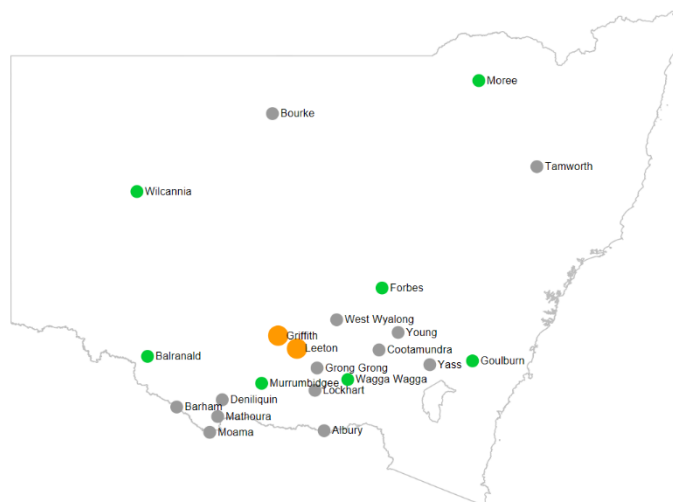 Moree
Bourke
Tamworth
Wilcannia
Forbes
West Wyalong
Young
Griffith
Leeton
Cootamundra
Balranald
Goulburn
Yass
Grong Grong
Wagga Wagga
Murrumbidgee
Lockhart
Deniliquin
Barham
Mathoura
Moama
Albury